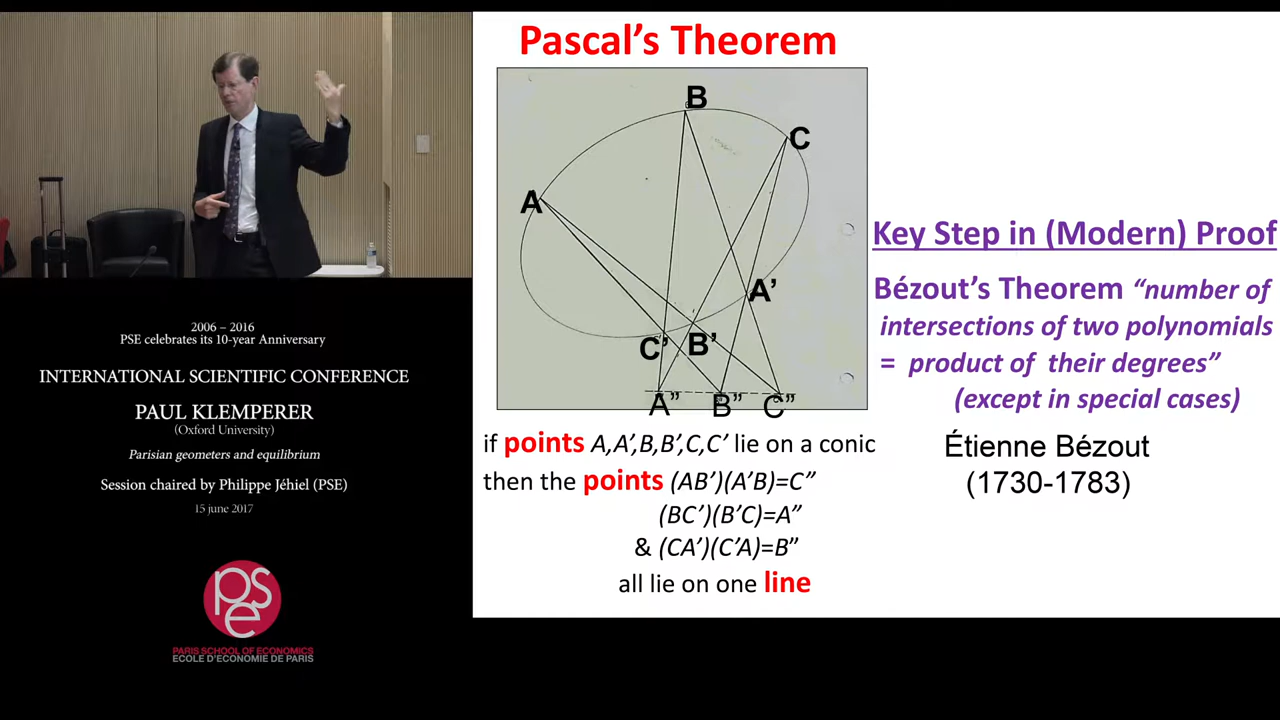 Pascal's Theorem
B
C
A
A'
C'
B'
A”
B”
C”
Key Step in (Modern) Proof
Bézout's Theorem “number of
intersections of two polynomials
= product of their degrees”
(except in special cases)
Étienne Bézout
(1730-1783)
if points A,A',B,B',C,C' lie on a conic
then the points (AB')(A'B)=C”
(BC')(B'C)=A”
& (CA')(C'A)=B”
all lie on one line
2006 – 2016
PSE celebrates its 10-year Anniversary
INTERNATIONAL SCIENTIFIC CONFERENCE
PAUL KLEMPERER
(Oxford University)
Parisian geometers and equilibrium
Session chaired by Philippe Jéhiel (PSE)
15 june 2017
pse
PARIS SCHOOL OF ECONOMICS
ECOLE D'ECONOMIE DE PARIS